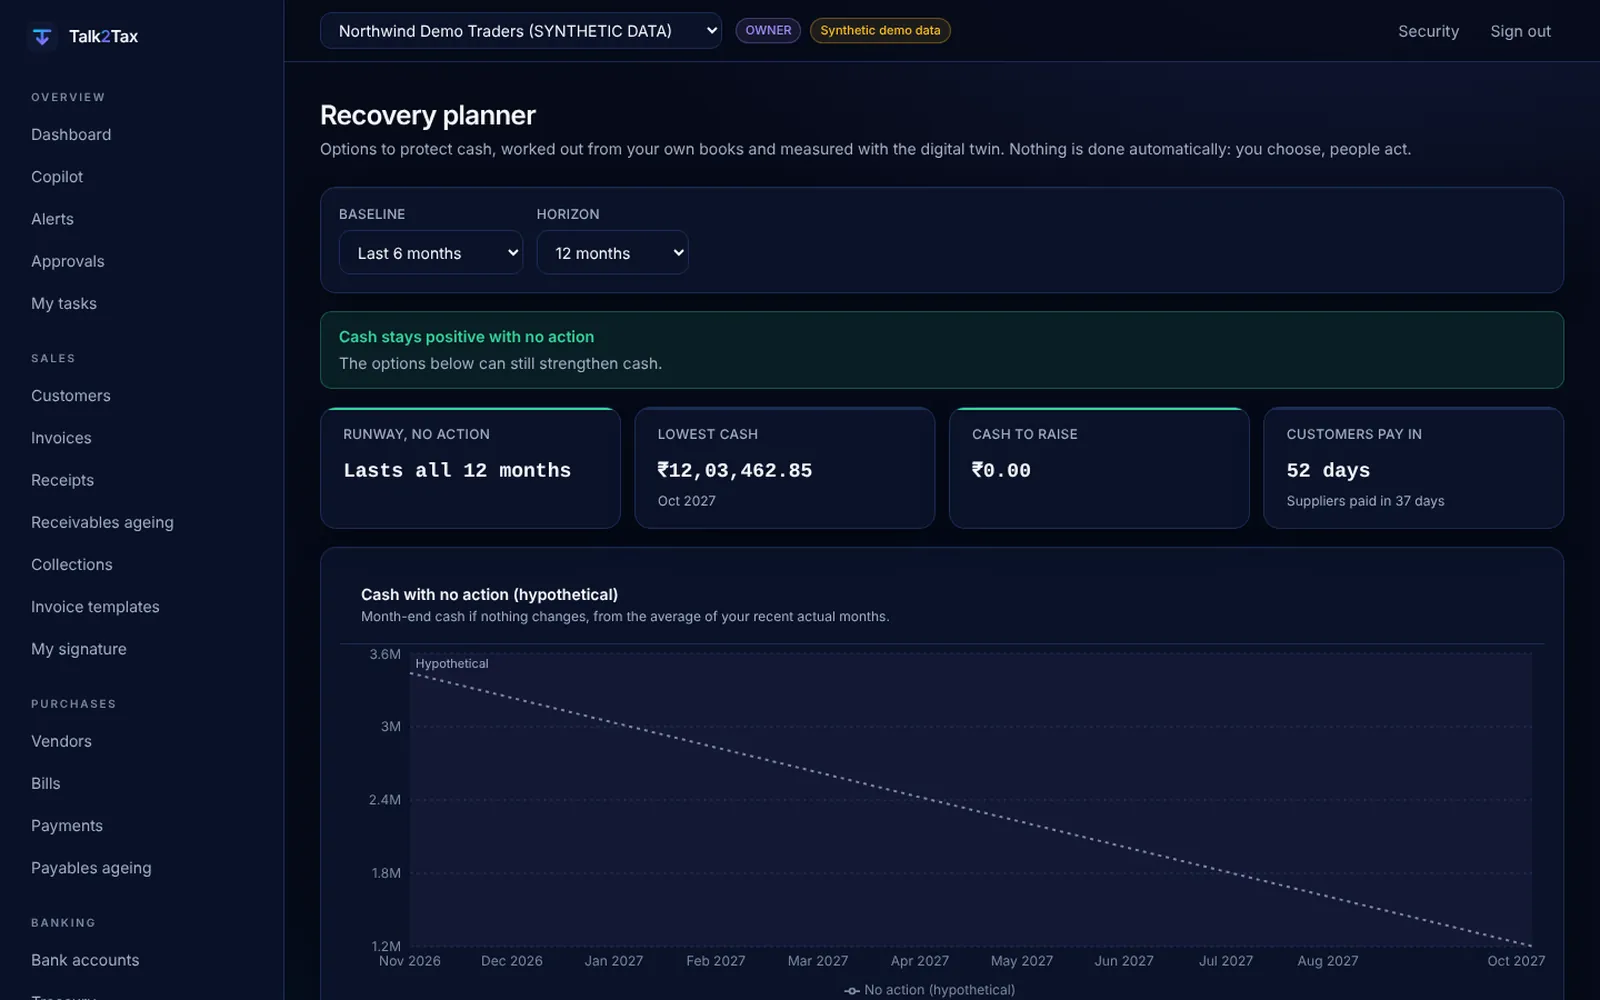 Talk2Tax
Northwind Demo Traders (SYNTHETIC DATA)
OWNER
Synthetic demo data
Security
Sign out
OVERVIEW
Dashboard
Copilot
Alerts
Approvals
My tasks
SALES
Customers
Invoices
Receipts
Receivables ageing
Collections
Invoice templates
My signature
PURCHASES
Vendors
Bills
Payments
Payables ageing
BANKING
Bank accounts
Recovery planner
Options to protect cash, worked out from your own books and measured with the digital twin. Nothing is done automatically: you choose, people act.
BASELINE
Last 6 months
HORIZON
12 months
Cash stays positive with no action
The options below can still strengthen cash.
RUNWAY, NO ACTION
Lasts all 12 months
LOWEST CASH
₹12,03,462.85
Oct 2027
CASH TO RAISE
₹0.00
CUSTOMERS PAY IN
52 days
Suppliers paid in 37 days
Cash with no action (hypothetical)
Month-end cash if nothing changes, from the average of your recent actual months.
Hypothetical
3.6M
3M
2.4M
1.8M
1.2M
Nov 2026
Dec 2026
Jan 2027
Feb 2027
Mar 2027
Apr 2027
May 2027
Jun 2027
Jul 2027
Aug 2027
Oct 2027
No action (hypothetical)